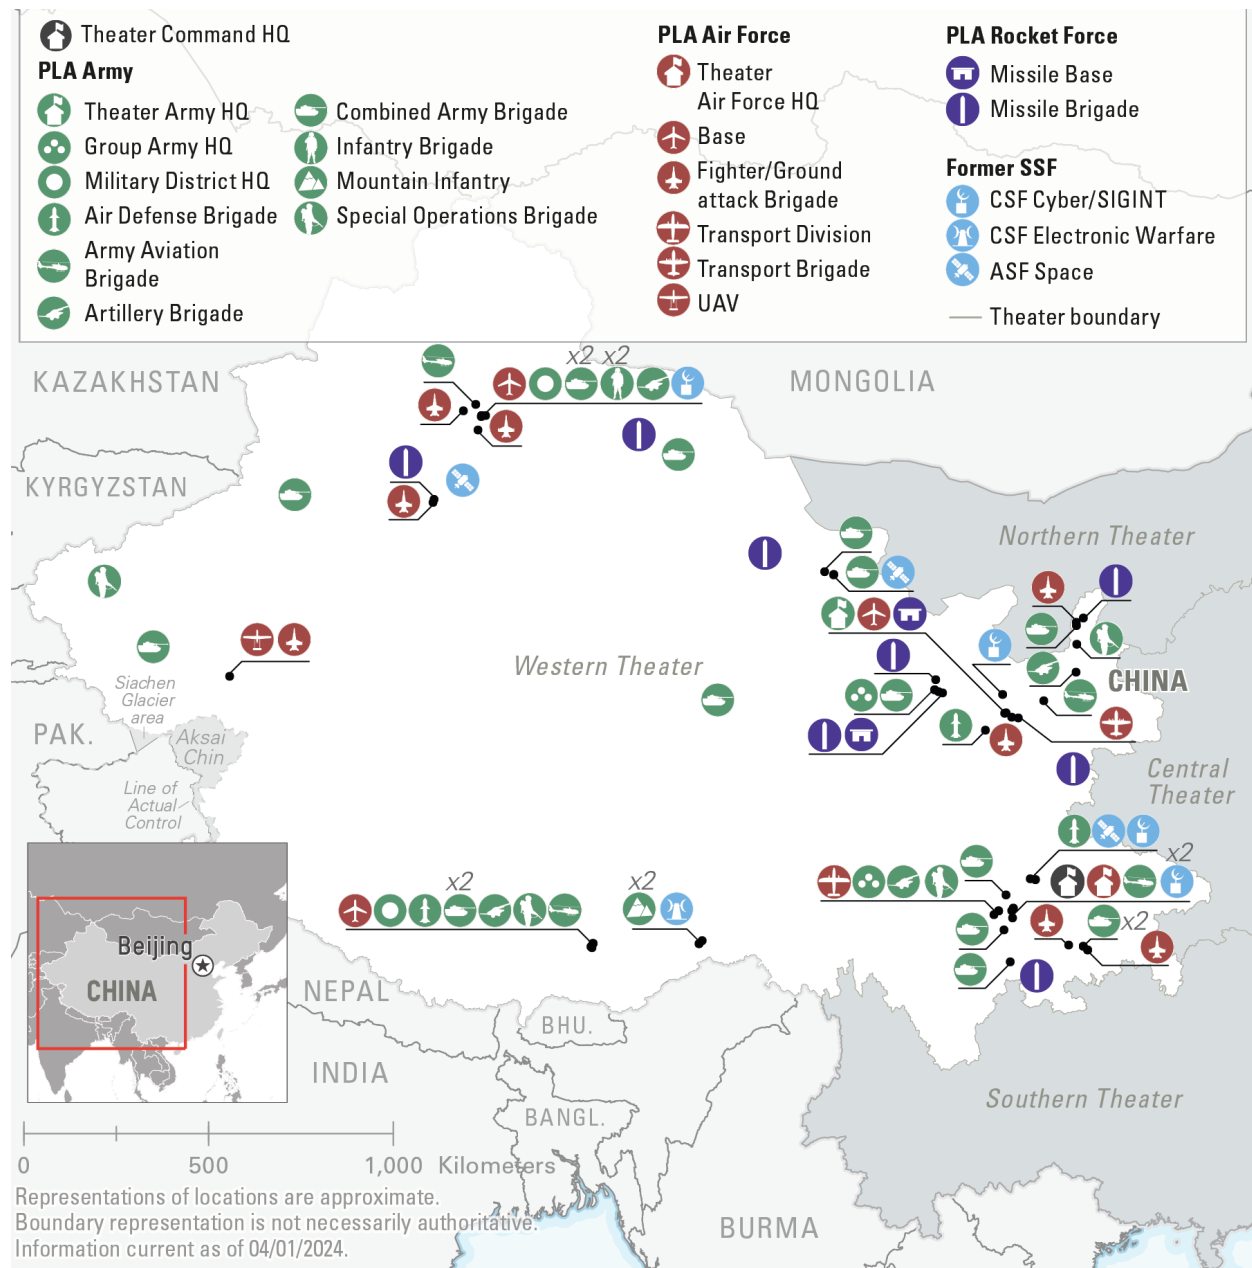 Theater Command HQ
PLA Army
Theater Army HQ
Group Army HQ
Military District HQ
Air Defense Brigade
Army Aviation
Brigade
Artillery Brigade
Combined Army Brigade
Infantry Brigade
Mountain Infantry
Special Operations Brigade
PLA Air Force
Theater
Air Force HQ
Base
Fighter/Ground
attack Brigade
Transport Division
Transport Brigade
UAV
PLA Rocket Force
Missile Base
Missile Brigade
Former SSF
CSF Cyber/SIGINT
CSF Electronic Warfare
ASF Space
Theater boundary
x2 x2
KAZAKHSTAN
MONGOLIA
KYRGYZSTAN
Northern Theater
Western Theater
CHINA
Siachen
Glacier
area
PAK.
Aksai
Chin
Line of
Actual
Control
Central
Theater
x2
x2
x2
x2
Beijing
CHINA
NEPAL
BHU.
INDIA
BANGL.
Southern Theater
BURMA
0 500 1,000 Kilometers
Representations of locations are approximate.
Boundary representation is not necessarily authoritative.
Information current as of 04/01/2024.